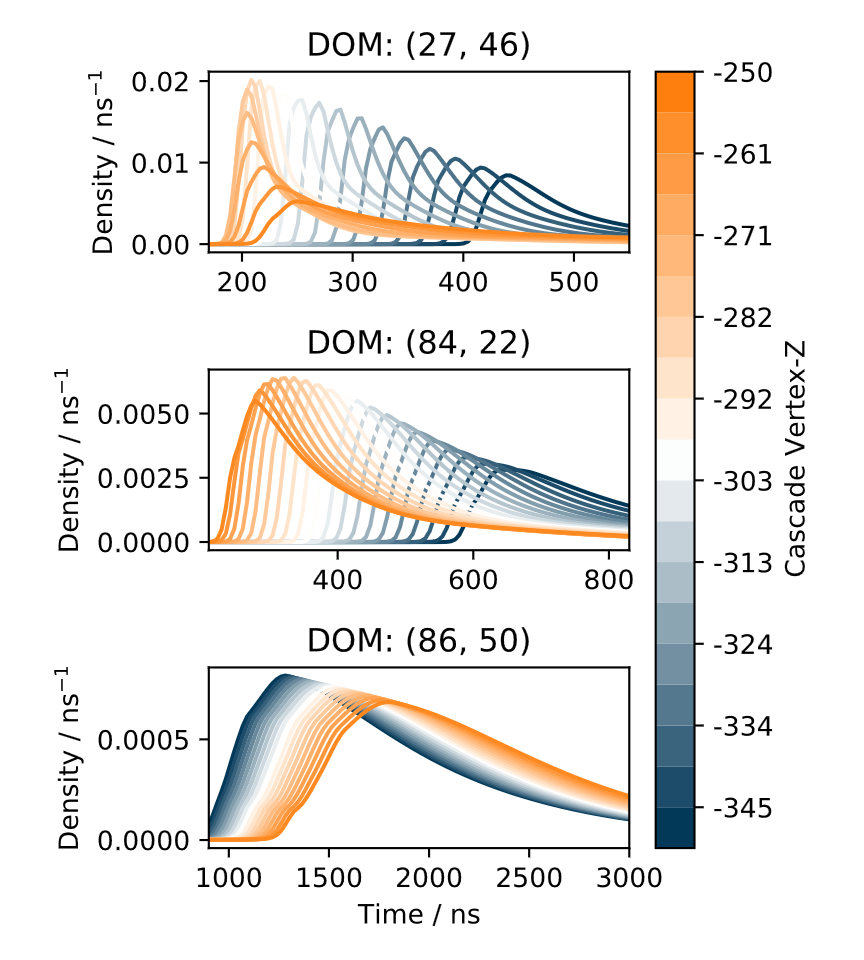 DOM: (27, 46)
Density / ns⁻¹
0.02
0.01
0.00
200 300 400 500
DOM: (84, 22)
Density / ns⁻¹
0.0050
0.0025
0.0000
400 600 800
DOM: (86, 50)
Density / ns⁻¹
0.0005
0.0000
1000 1500 2000 2500 3000
Time / ns
-250
-261
-271
-282
-292
-303
-313
-324
-334
-345
Cascade Vertex-Z